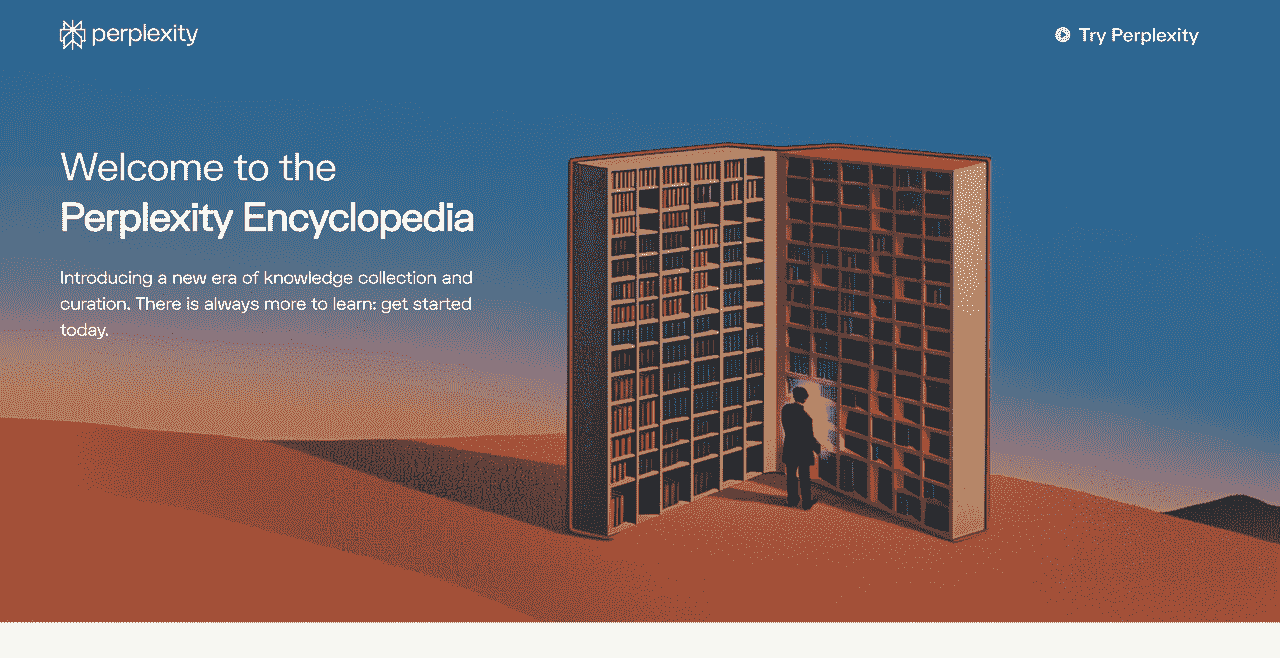 perplexity
Try Perplexity
Welcome to the
Perplexity Encyclopedia
Introducing a new era of knowledge collection and
curation. There is always more to learn: get started
today.